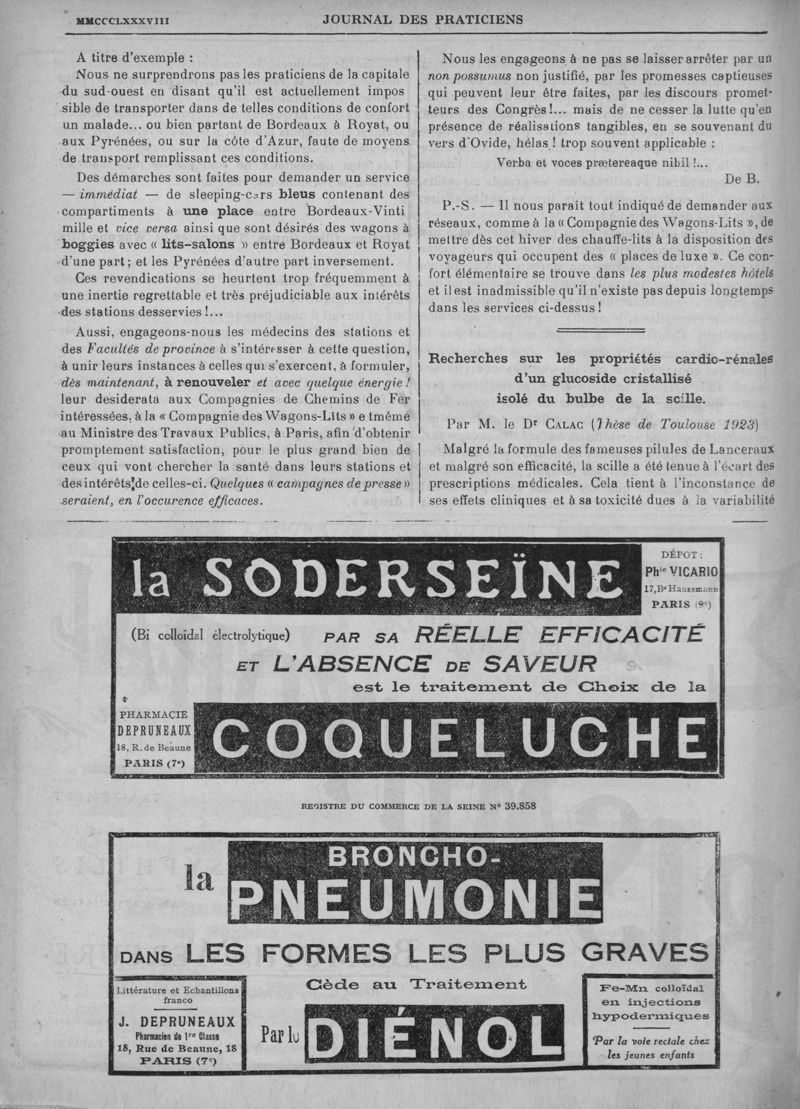 MMCCCLXXXVIII
JOURNAL DES PRATICIENS
A titre d'exemple :
Nous ne surprendrons pas les praticiens de la capitale
du sud-ouest en disant qu'il est actuellement impos
sible de transporter dans de telles conditions de confort
un malade... ou bien partant de Bordeaux à Royat, ou
aux Pyrénées, ou sur la côte d'Azur, faute de moyens
de transport remplissant ces conditions.
Des démarches sont faites pour demander un service
— immédiat — de sleeping-cars bleus contenant des
compartiments à une place entre Bordeaux-Vinti
mille et vice versa ainsi que sont désirés des wagons à
boggies avec « lits-salons » entre Bordeaux et Royat
d'une part; et les Pyrénées d'autre part inversement.
Ces revendications se heurtent trop fréquemment à
une inertie regrettable et très préjudiciable aux intérêts
des stations desservies !...
Aussi, engageons-nous les médecins des stations et
des Facultés de province à s'intéresser à cette question,
à unir leurs instances à celles qui s'exercent, à formuler,
dès maintenant, à renouveler et avec quelque énergie !
leur desiderata aux Compagnies de Chemins de Fer
intéressées, à la « Compagnie des Wagons-Lits » e tmême
au Ministre des Travaux Publics, à Paris, afin d'obtenir
promptement satisfaction, pour le plus grand bien de
ceux qui vont chercher la santé dans leurs stations et
des intérêts de celles-ci. Quelques « campagnes de presse »
seraient, en l'occurence efficaces.
Nous les engageons à ne pas se laisser arrêter par un
non possumus non justifié, par les promesses captieuses
qui peuvent leur être faites, par les discours promet-
teurs des Congrès!... mais de ne cesser la lutte qu'en
présence de réalisations tangibles, en se souvenant du
vers d'Ovide, hélas ! trop souvent applicable :
Verba et voces prætereaque nihil !...
De B.
P.-S. — Il nous paraît tout indiqué de demander aux
réseaux, comme à la « Compagnie des Wagons-Lits », de
mettre dès cet hiver des chauffe-lits à la disposition des
voyageurs qui occupent des « places de luxe ». Ce con-
fort élémentaire se trouve dans les plus modestes hôtels
et il est inadmissible qu'il n'existe pas depuis longtemps
dans les services ci-dessus !
Recherches sur les propriétés cardio-rénales
d'un glucoside cristallisé
isolé du bulbe de la scille.
Par M. le Dr CALAC (Thèse de Toulouse 1923)
Malgré la formule des fameuses pilules de Lanceraux
et malgré son efficacité, la scille a été tenue à l'écart des
prescriptions médicales. Cela tient à l'inconstance de
ses effets cliniques et à sa toxicité dues à la variabilité
la SODERSEÏNE
DÉPOT :
Phie VICARIO
17, Bd Haussmann
PARIS (9e)
(Bi colloïdal électrolytique) PAR SA RÉELLE EFFICACITÉ
ET L'ABSENCE DE SAVEUR
est le traitement de Choix de la
PHARMACIE
DEPRUNEAUX
18, R. de Beaune
PARIS (7e)
COQUELUCHE
REGISTRE DU COMMERCE DE LA SEINE No 39.858
la BRONCHO-
PNEUMONIE
DANS LES FORMES LES PLUS GRAVES
Littérature et Echantillons
franco
J. DEPRUNEAUX
Pharmacien de 1re Classe
18, Rue de Beaune, 18
PARIS (7e)
Cède au Traitement
Par le DIÉNOL
Fe-Mn colloïdal
en injections
hypodermiques
Par la voie rectale chez
les jeunes enfants